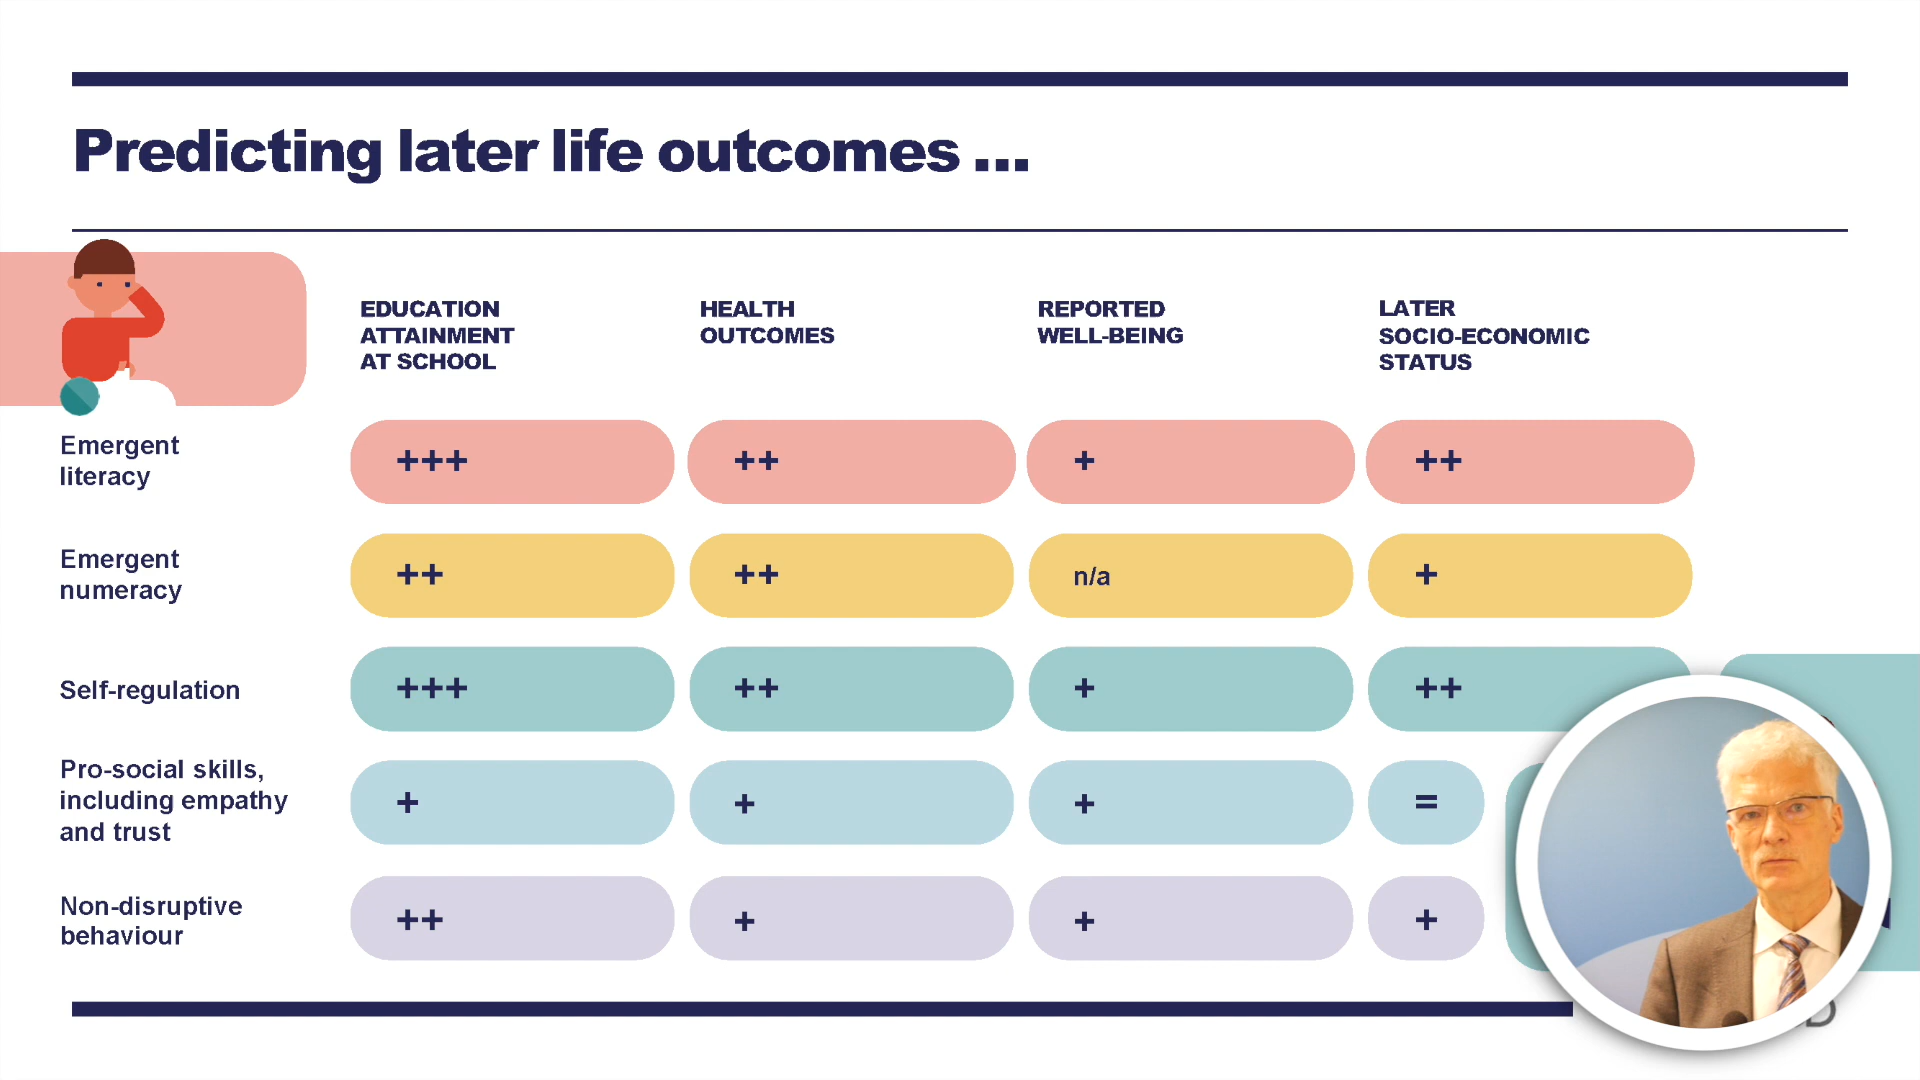 Predicting later life outcomes ...
EDUCATION
ATTAINMENT
AT SCHOOL
HEALTH
OUTCOMES
REPORTED
WELL-BEING
LATER
SOCIO-ECONOMIC
STATUS
Emergent
literacy
+++
++
+
++
Emergent
numeracy
++
++
n/a
+
Self-regulation
+++
++
+
++
Pro-social skills,
including empathy
and trust
+
+
+
=
Non-disruptive
behaviour
++
+
+
+
D